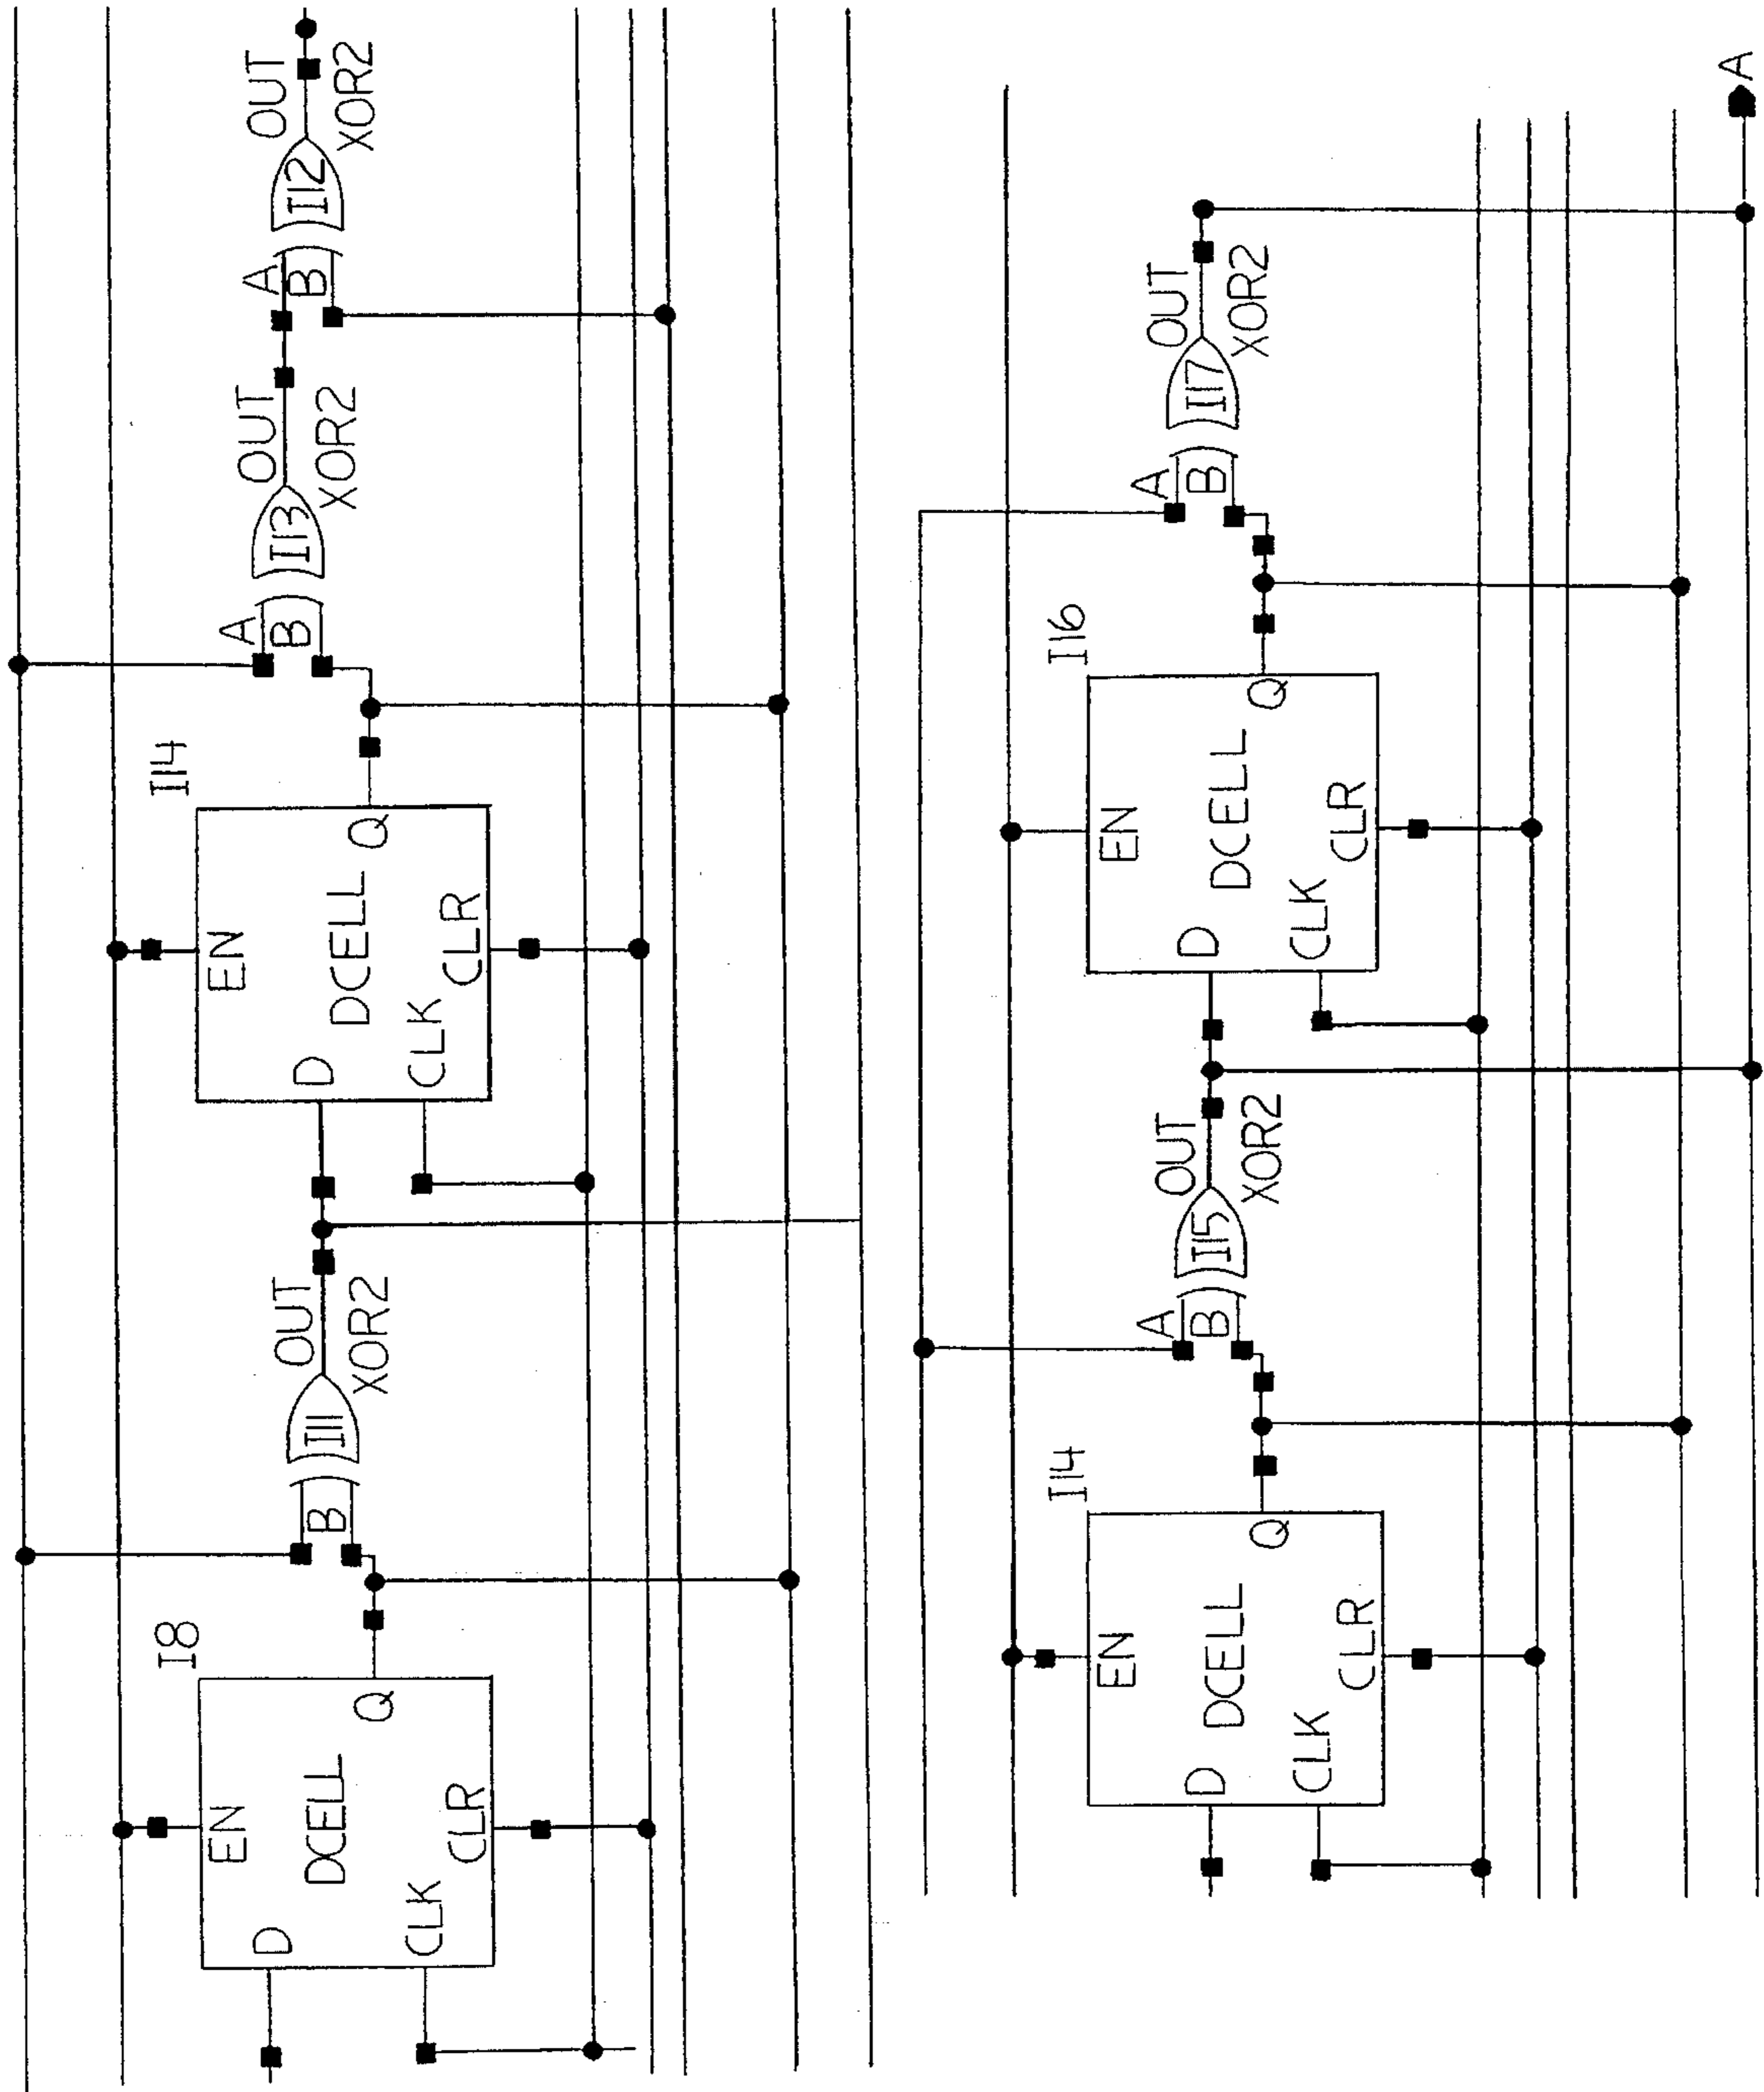 I8
EN
D
DCELL
Q
CLK
CLR
B
I11
OUT
XOR2
I14
EN
D
DCELL
Q
CLK
CLR
A
B
I13
OUT
XOR2
A
B
I12
OUT
XOR2
I14
EN
D
DCELL
Q
CLK
CLR
A
B
I15
OUT
XOR2
I16
EN
D
DCELL
Q
CLK
CLR
A
B
I17
OUT
XOR2
A